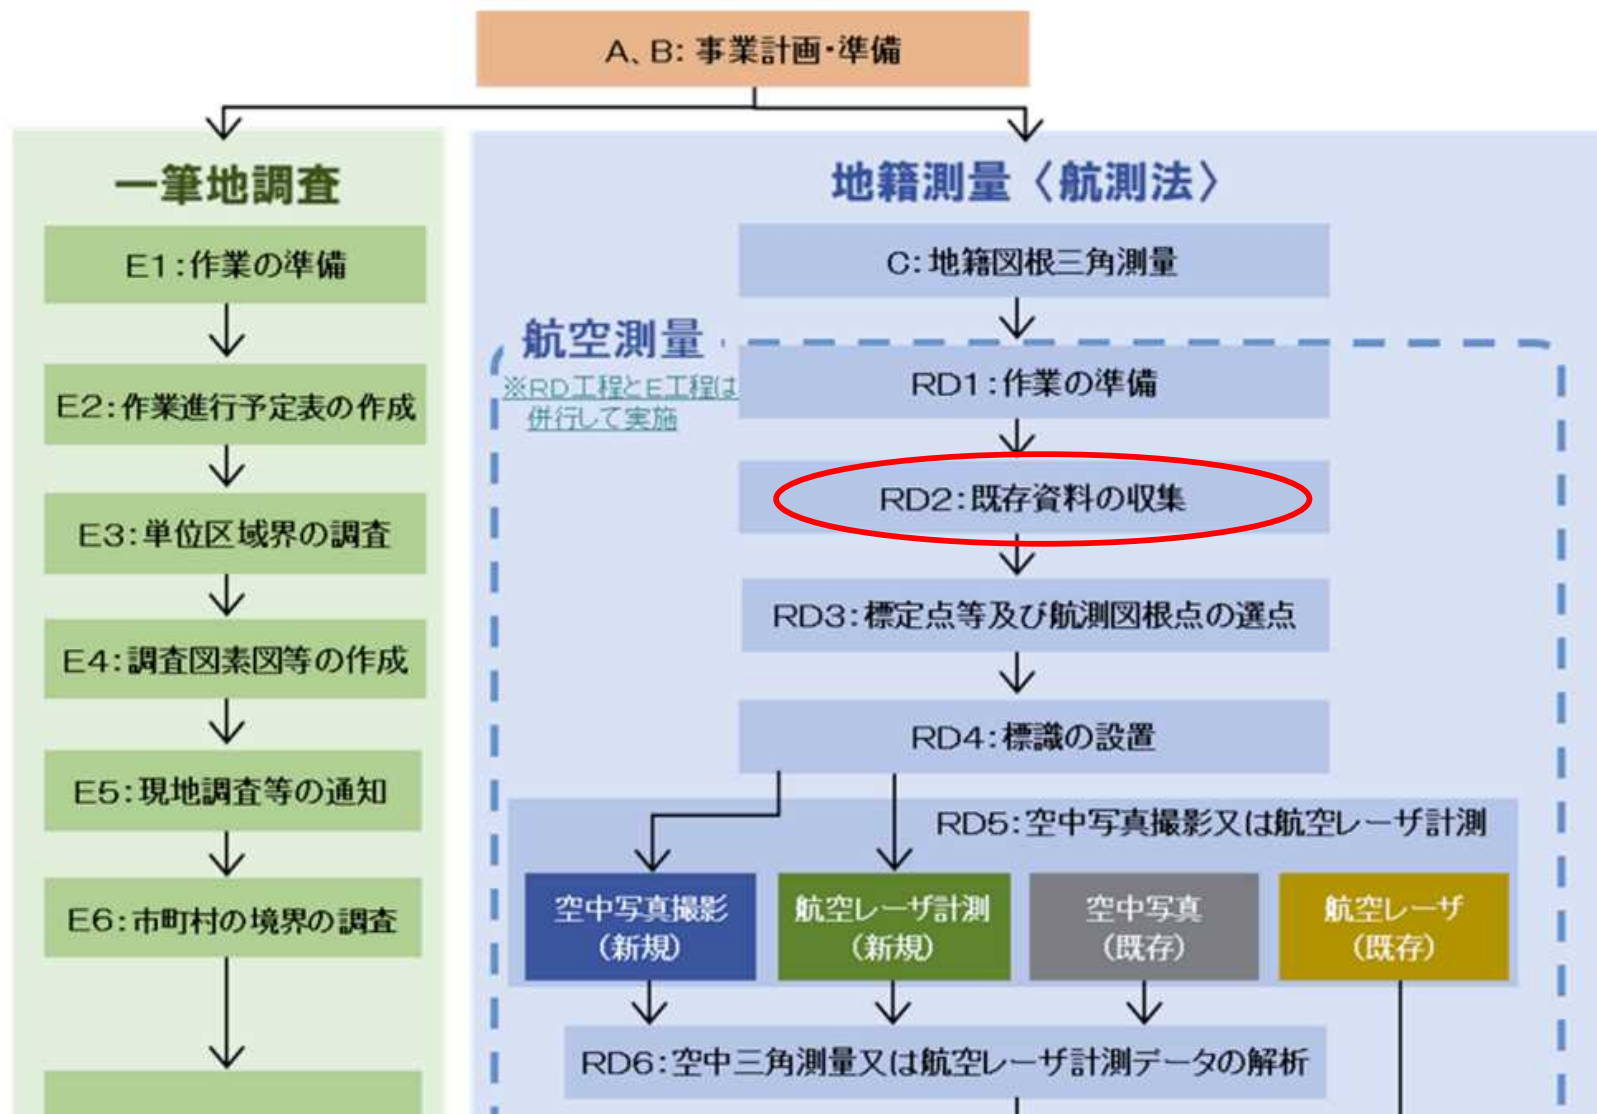 A、B：事業計画・準備
一筆地調査
E1：作業の準備
E2：作業進行予定表の作成
E3：単位区域界の調査
E4：調査図素図等の作成
E5：現地調査等の通知
E6：市町村の境界の調査
地籍測量〈航測法〉
C：地籍図根三角測量
航空測量
※RD工程とE工程は
併行して実施
RD1：作業の準備
RD2：既存資料の収集
RD3：標定点等及び航測図根点の選点
RD4：標識の設置
RD5：空中写真撮影又は航空レーザ計測
空中写真撮影
（新規）
航空レーザ計測
（新規）
空中写真
（既存）
航空レーザ
（既存）
RD6：空中三角測量又は航空レーザ計測データの解析